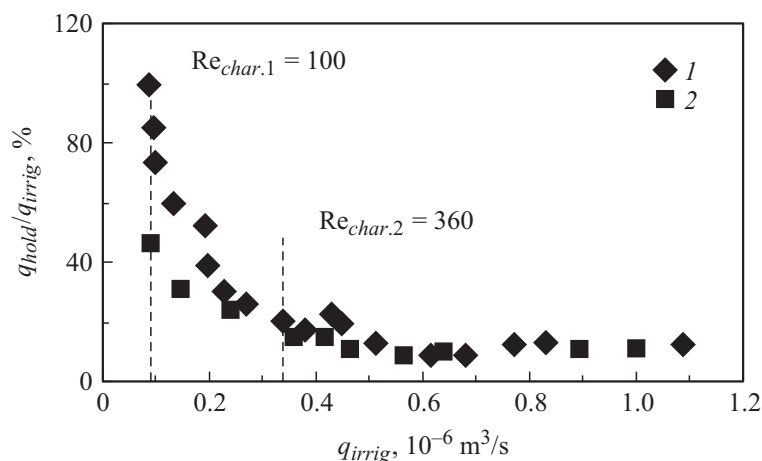 120
Re_char.1 = 100
1
2
80
q_hold/q_irrig, %
Re_char.2 = 360
40
0
0 0.2 0.4 0.6 0.8 1.0 1.2
q_irrig, 10⁻⁶ m³/s